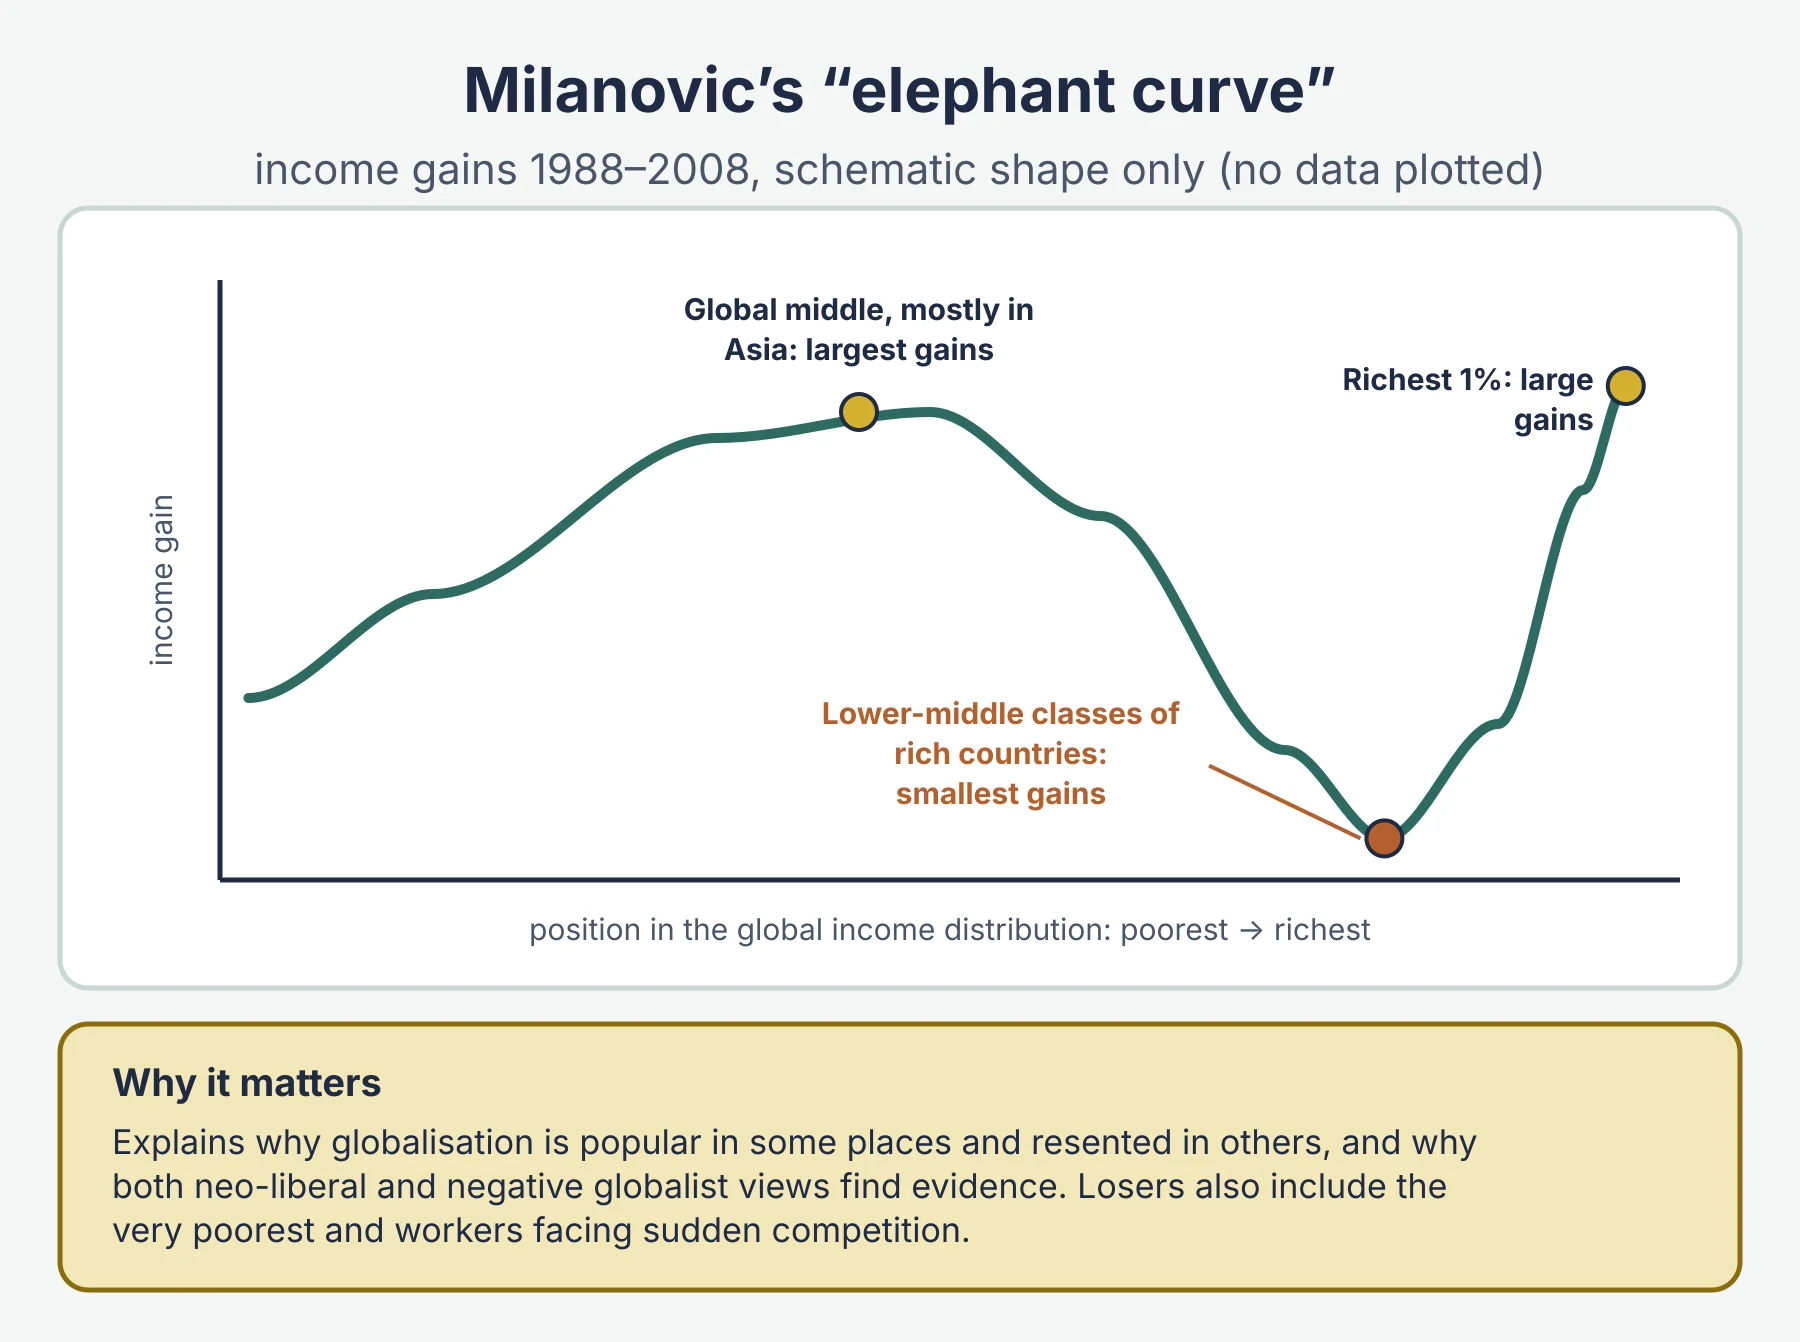 Milanovic’s “elephant curve”
income gains 1988–2008, schematic shape only (no data plotted)
Global middle, mostly in
Asia: largest gains
Richest 1%: large
gains
income gain
Lower-middle classes of
rich countries:
smallest gains
position in the global income distribution: poorest → richest
Why it matters
Explains why globalisation is popular in some places and resented in others, and why
both neo-liberal and negative globalist views find evidence. Losers also include the
very poorest and workers facing sudden competition.